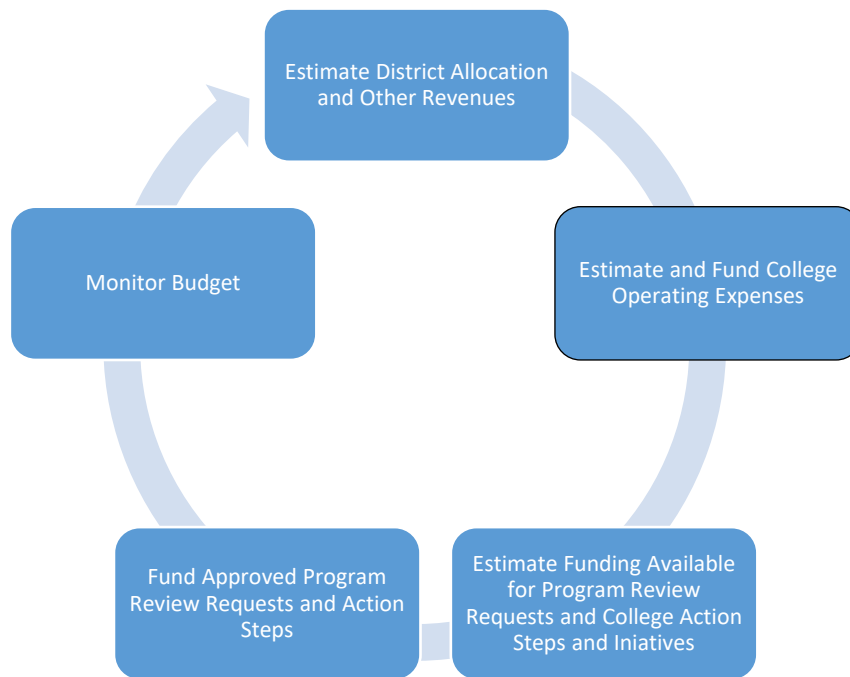 Estimate District Allocation
and Other Revenues
Estimate and Fund College
Operating Expenses
Estimate Funding Available
for Program Review
Requests and College Action
Steps and Iniatives
Fund Approved Program
Review Requests and Action
Steps
Monitor Budget